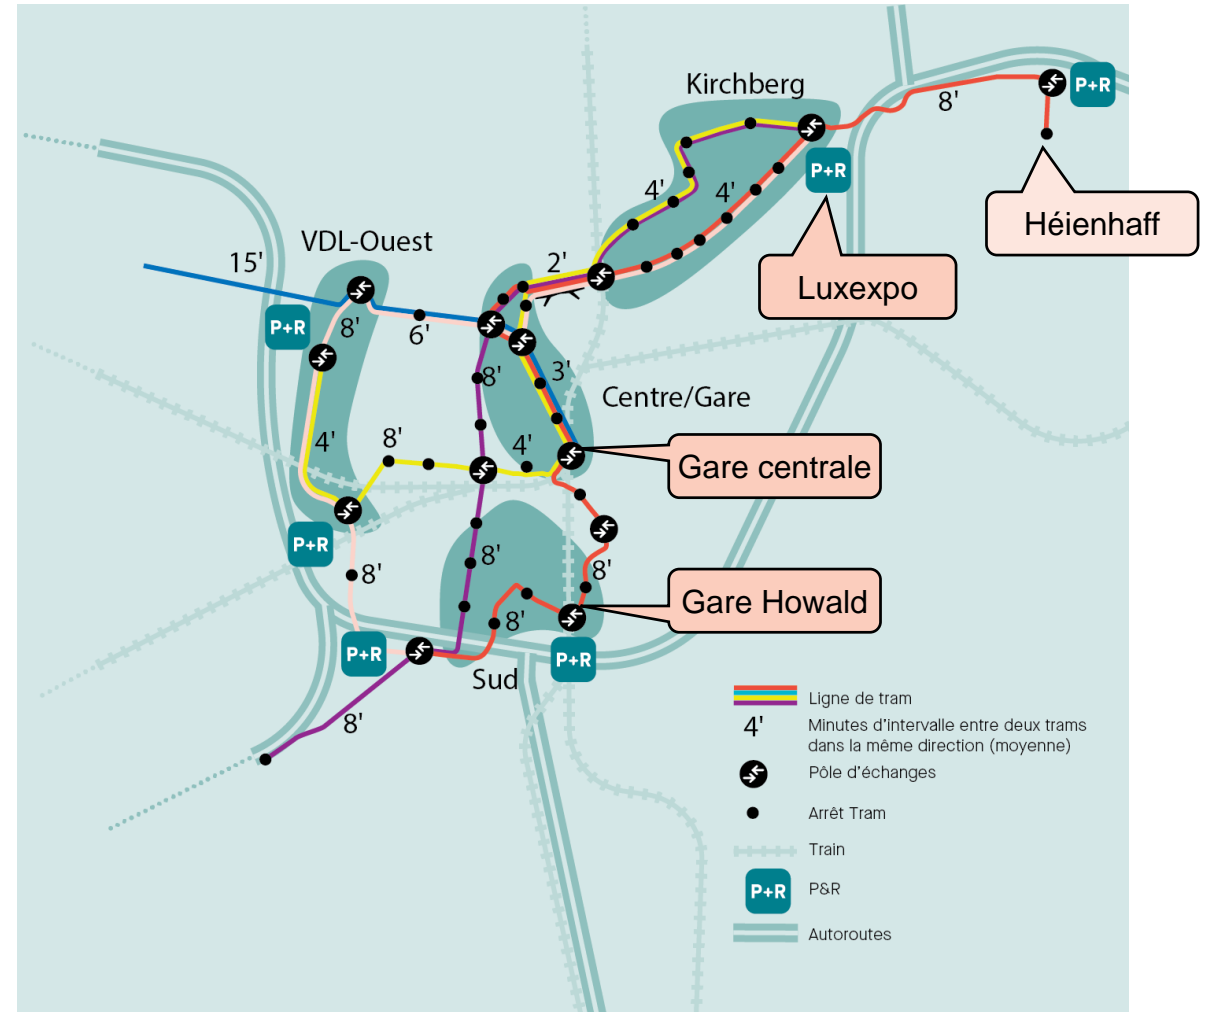 Kirchberg
8'
P+R
P+R
4'
4'
Héienhaff
VDL-Ouest
15'
2'
Luxexpo
P+R
8'
6'
8'
3'
Centre/Gare
4'
8'
4'
Gare centrale
P+R
8'
8'
8'
8'
Gare Howald
P+R
P+R
Sud
8'
Ligne de tram
4'
Minutes d'intervalle entre deux trams
dans la même direction (moyenne)
Pôle d'échanges
Arrêt Tram
Train
P+R
P&R
Autoroutes